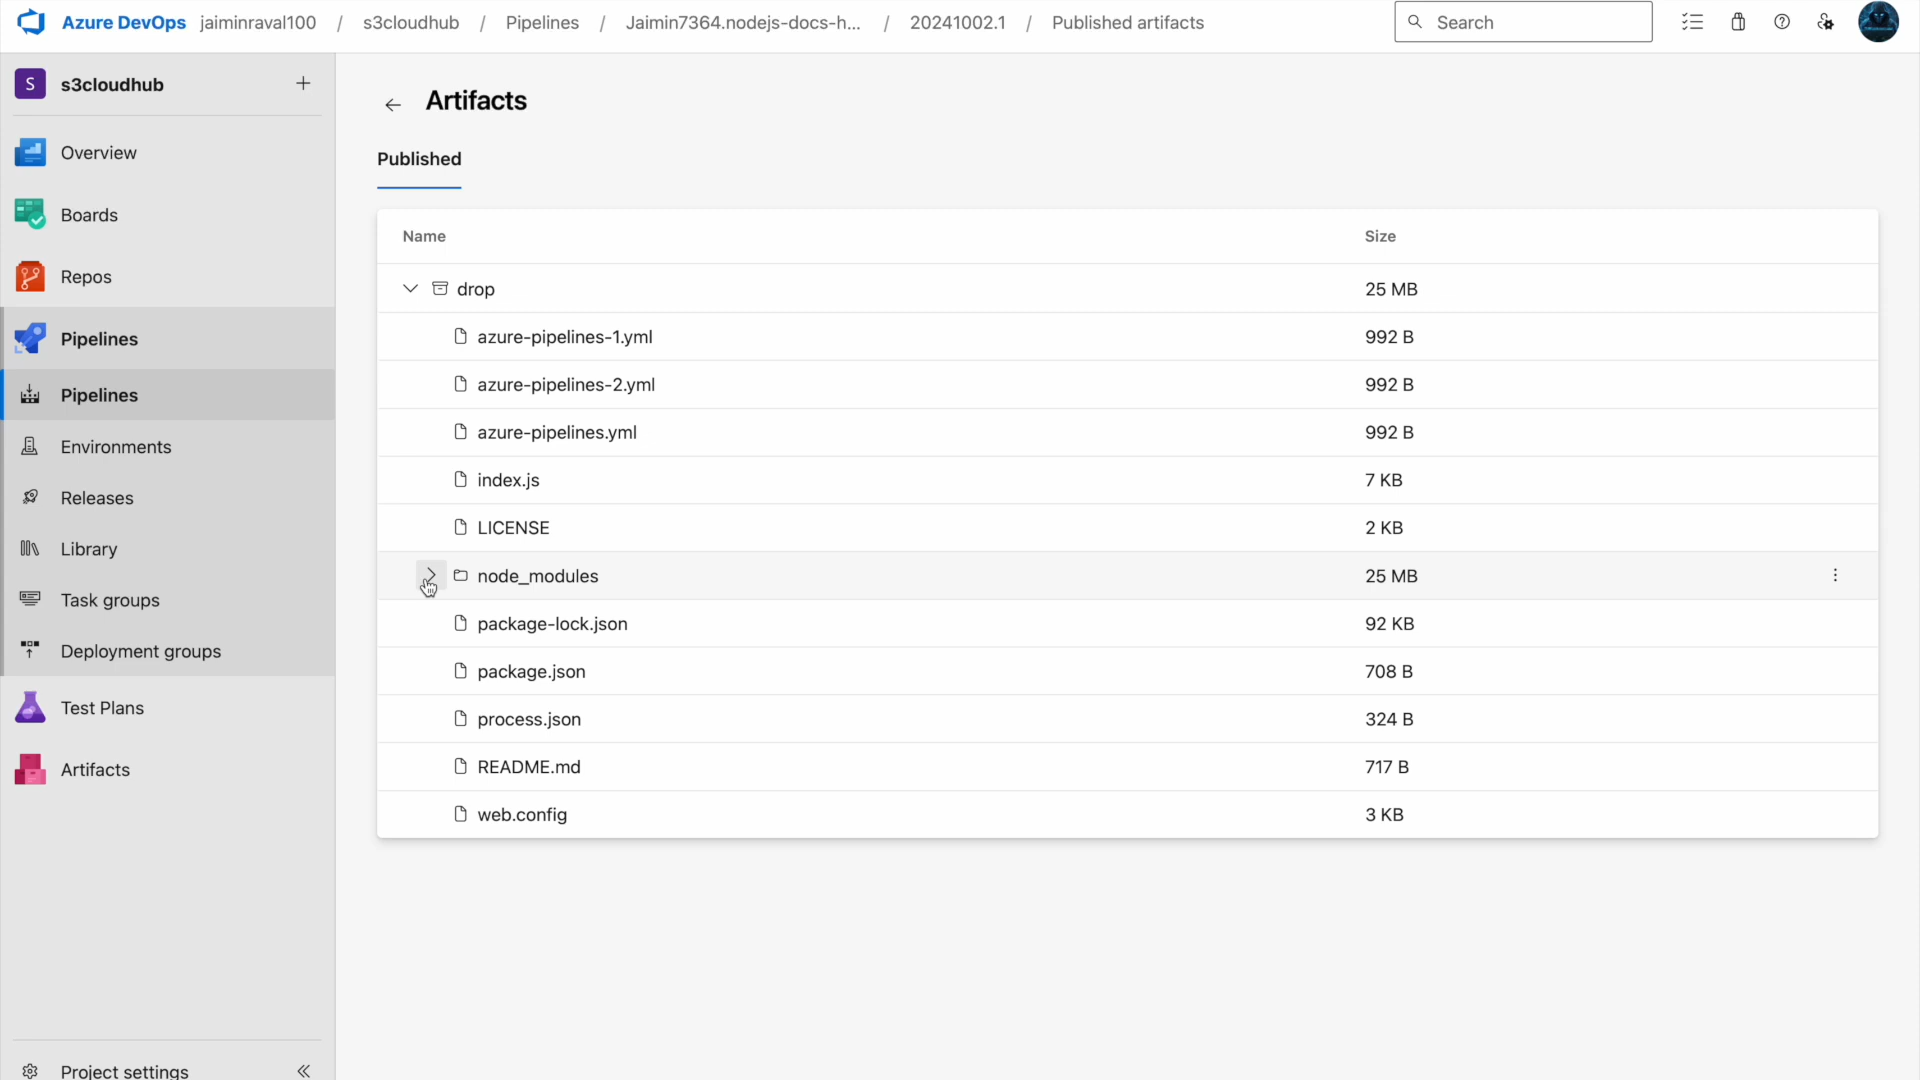 Azure DevOps jaiminraval100 / s3cloudhub / Pipelines / Jaimin7364.nodejs-docs-h... / 20241002.1 / Published artifacts
Search
S s3cloudhub
Overview
Boards
Repos
Pipelines
Pipelines
Environments
Releases
Library
Task groups
Deployment groups
Test Plans
Artifacts
Project settings
Artifacts
Published
Name Size
drop 25 MB
azure-pipelines-1.yml 992 B
azure-pipelines-2.yml 992 B
azure-pipelines.yml 992 B
index.js 7 KB
LICENSE 2 KB
node_modules 25 MB
package-lock.json 92 KB
package.json 708 B
process.json 324 B
README.md 717 B
web.config 3 KB